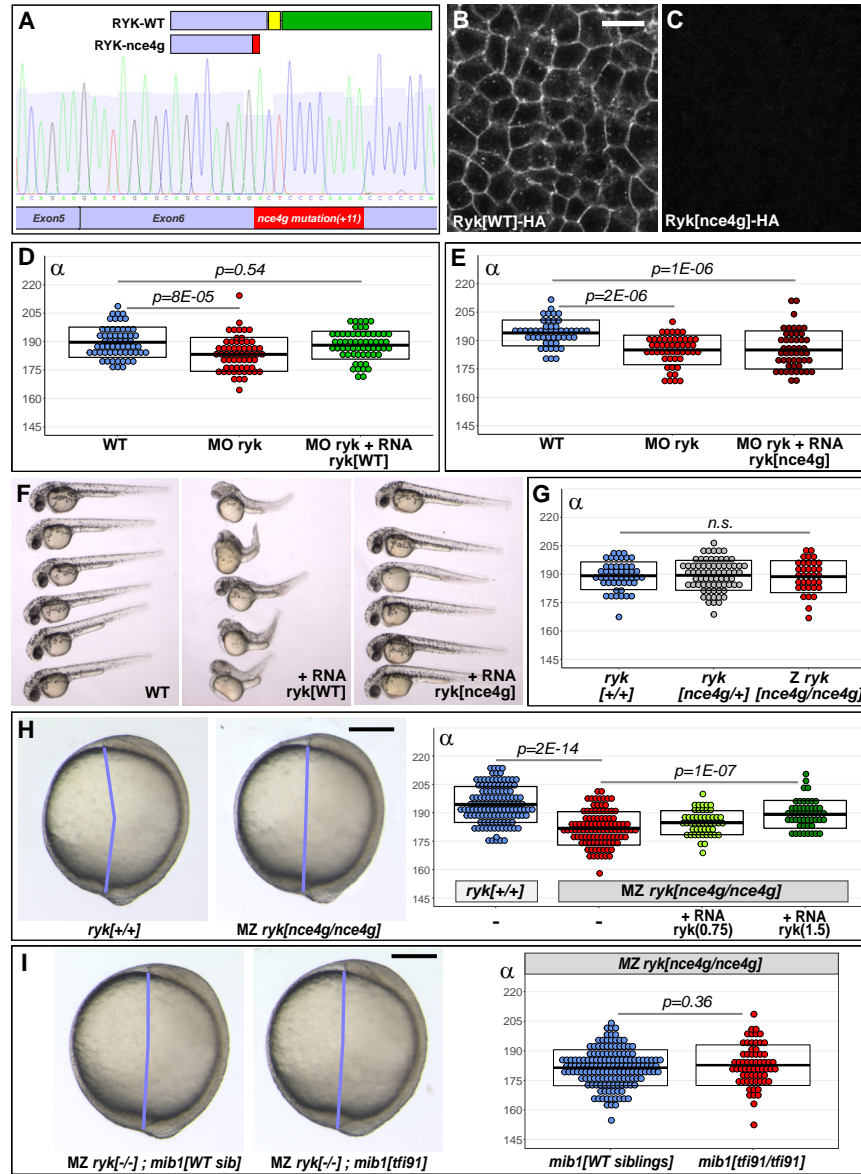 A
RYK-WT
RYK-nce4g
Exon5
Exon6
nce4g mutation(+11)
B
Ryk[WT]-HA
C
Ryk[nce4g]-HA
D
α
p=0.54
p=8E-05
220
205
190
175
160
145
WT
MO ryk
MO ryk + RNA
ryk[WT]
E
α
p=1E-06
p=2E-06
220
205
190
175
160
145
WT
MO ryk
MO ryk + RNA
ryk[nce4g]
F
WT
+ RNA
ryk[WT]
+ RNA
ryk[nce4g]
G
α
n.s.
220
205
190
175
160
145
ryk
[+/+]
ryk
[nce4g/+]
Z ryk
[nce4g/nce4g]
H
ryk[+/+]
MZ ryk[nce4g/nce4g]
α
p=2E-14
p=1E-07
220
205
190
175
160
145
ryk[+/+]
MZ ryk[nce4g/nce4g]
-
-
+ RNA
ryk(0.75)
+ RNA
ryk(1.5)
I
MZ ryk[-/-] ; mib1[WT sib]
MZ ryk[-/-] ; mib1[tfi91]
α
MZ ryk[nce4g/nce4g]
p=0.36
220
205
190
175
160
145
mib1[WT siblings]
mib1[tfi91/tfi91]